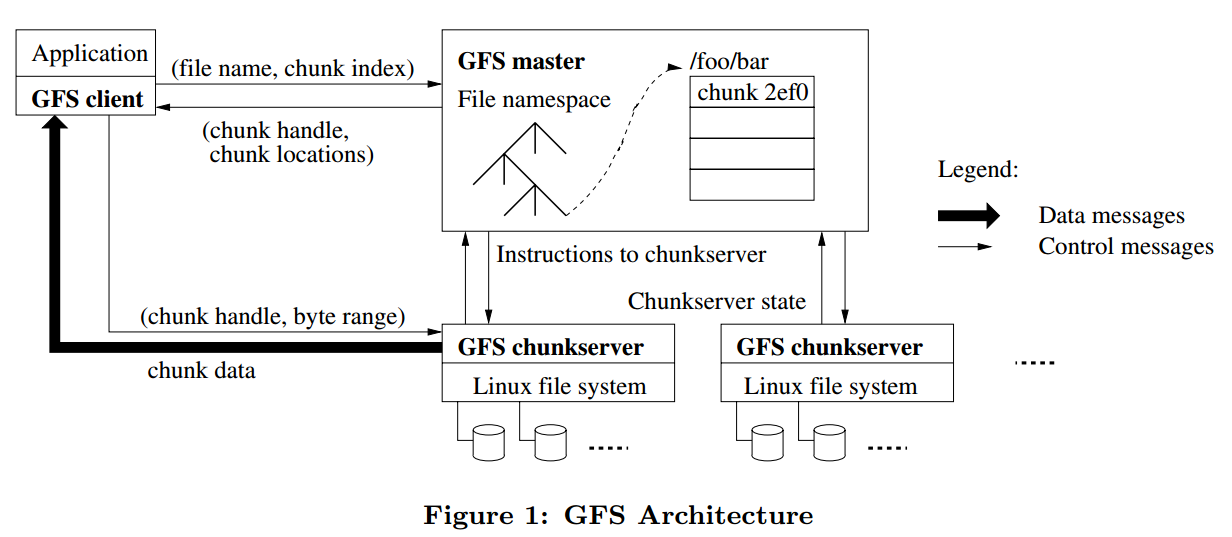 Application
GFS client
(file name, chunk index)
(chunk handle,
chunk locations)
GFS master
File namespace
/foo/bar
chunk 2ef0
Legend:
Data messages
Control messages
Instructions to chunkserver
Chunkserver state
(chunk handle, byte range)
chunk data
GFS chunkserver
Linux file system
GFS chunkserver
Linux file system
Figure 1: GFS Architecture